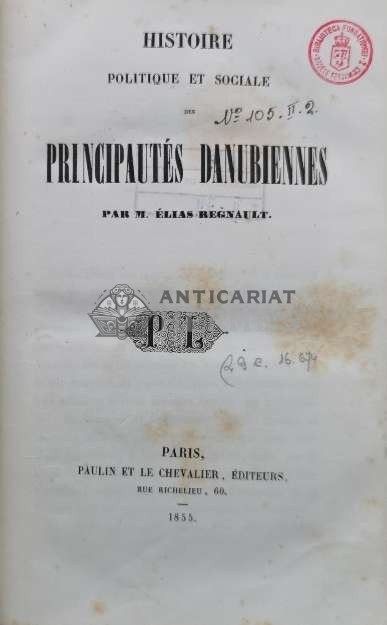 HISTOIRE
POLITIQUE ET SOCIALE
DES
No 105. II. 2.
PRINCIPAUTÉS DANUBIENNES
PAR M. ÉLIAS REGNAULT.
ANTICARIAT
P. L
PARIS,
PAULIN ET LE CHEVALIER, ÉDITEURS,
RUE RICHELIEU, 60.
1855.